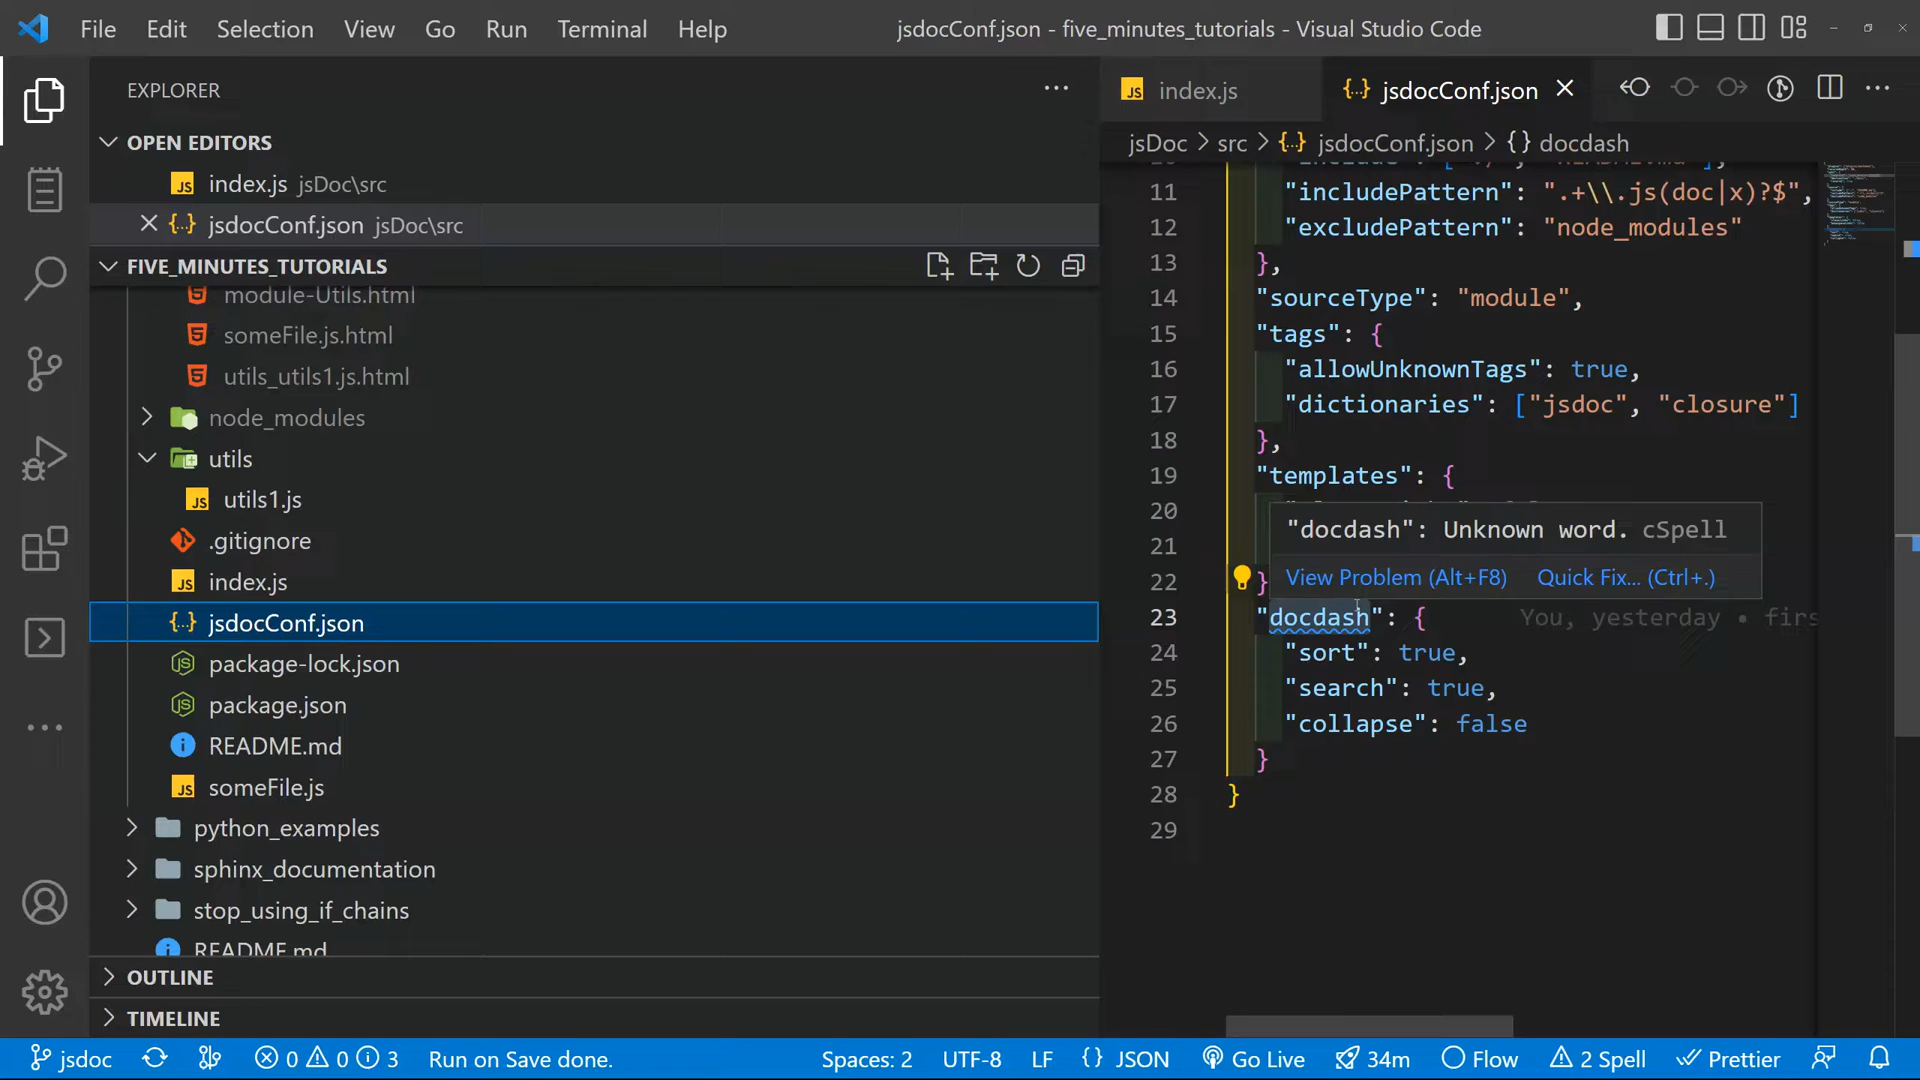 File Edit Selection View Go Run Terminal Help
jsdocConf.json - five_minutes_tutorials - Visual Studio Code
EXPLORER
OPEN EDITORS
index.js jsDoc\src
jsdocConf.json jsDoc\src
FIVE_MINUTES_TUTORIALS
module-Utils.html
someFile.js.html
utils_utils1.js.html
node_modules
utils
utils1.js
.gitignore
index.js
jsdocConf.json
package-lock.json
package.json
README.md
someFile.js
python_examples
sphinx_documentation
stop_using_if_chains
README.md
OUTLINE
TIMELINE
index.js
jsdocConf.json
jsDoc > src > {..} jsdocConf.json > {} docdash
11 "includePattern": ".+\\.js(doc|x)?$",
12 "excludePattern": "node_modules"
13 },
14 "sourceType": "module",
15 "tags": {
16 "allowUnknownTags": true,
17 "dictionaries": ["jsdoc", "closure"]
18 },
19 "templates": {
20
"docdash": Unknown word. cSpell
21
View Problem (Alt+F8) Quick Fix... (Ctrl+.)
22 }
23 "docdash": { You, yesterday • firs
24 "sort": true,
25 "search": true,
26 "collapse": false
27 }
28 }
29
jsdoc 0 0 3 Run on Save done. Spaces: 2 UTF-8 LF {} JSON Go Live 34m Flow 2 Spell Prettier